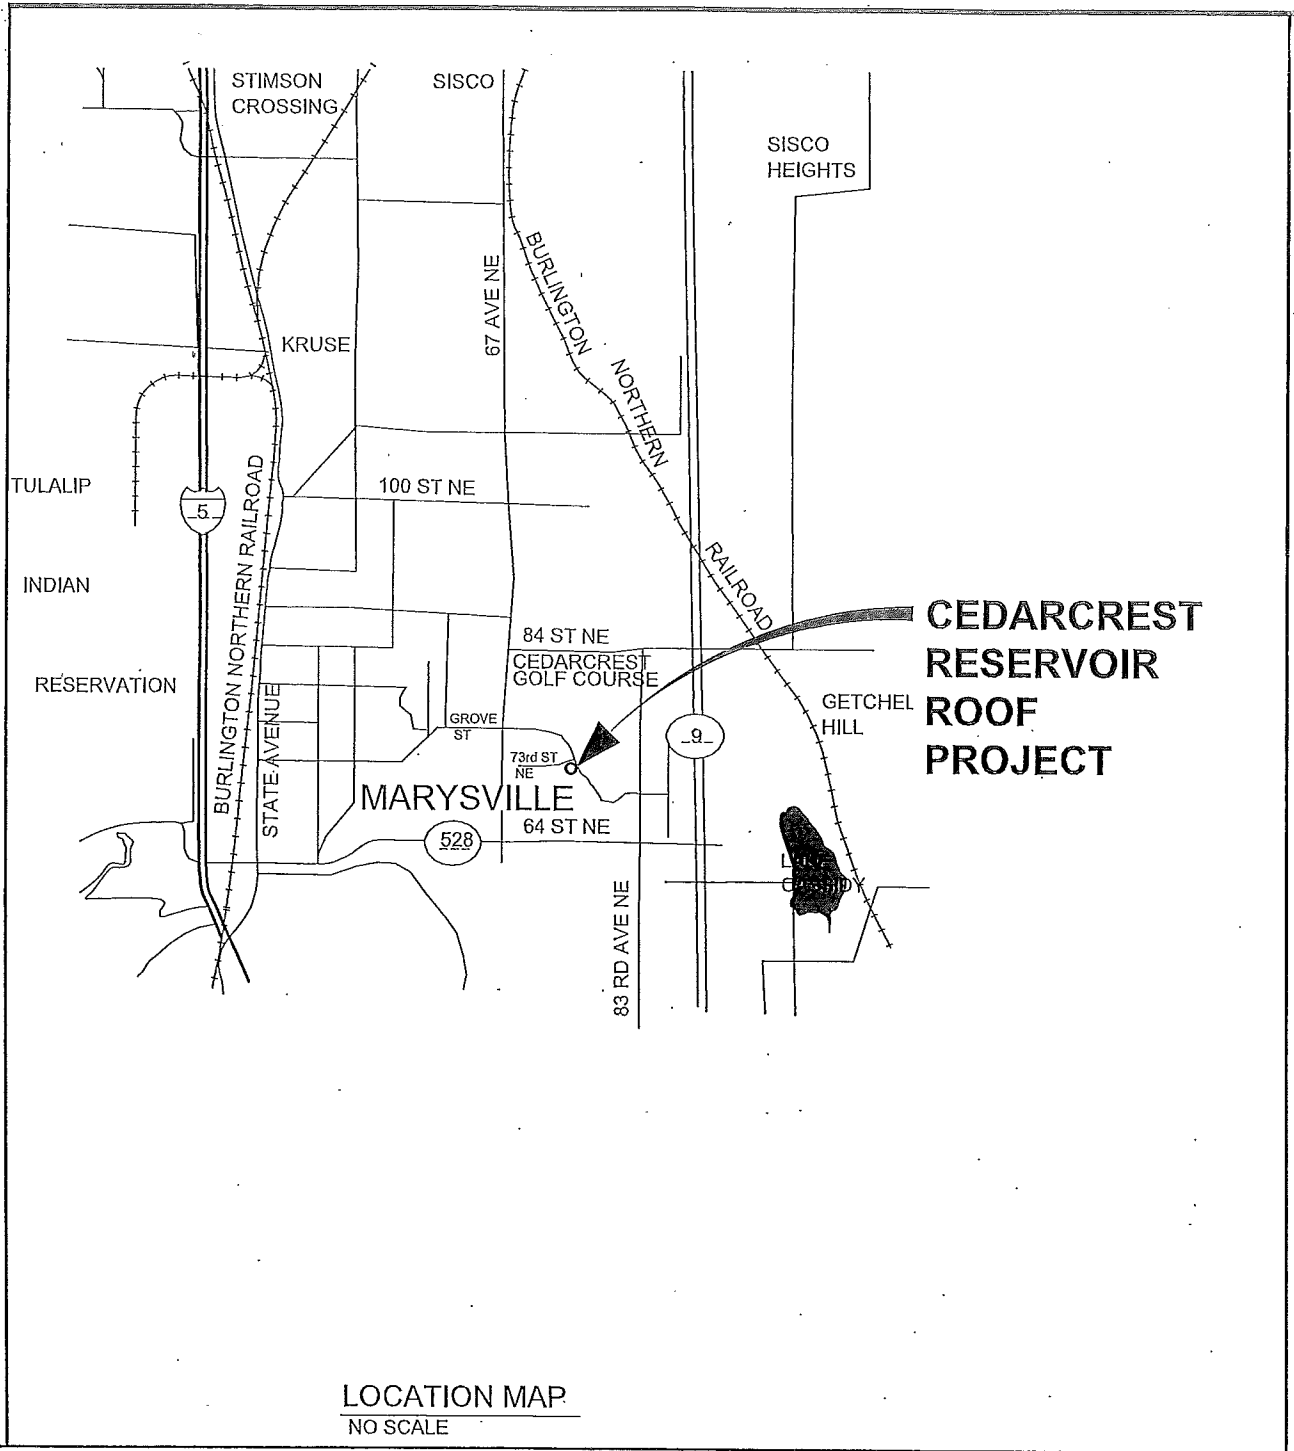 STIMSON
CROSSING
SISCO
SISCO
HEIGHTS
67 AVE NE
BURLINGTON
NORTHERN
RAILROAD
KRUSE
TULALIP
5
100 ST NE
INDIAN
RESERVATION
BURLINGTON NORTHERN RAILROAD
STATE AVENUE
84 ST NE
CEDARCREST
GOLF COURSE
CEDARCREST
RESERVOIR
ROOF
PROJECT
GETCHEL
HILL
GROVE
ST
9
73rd ST
NE
MARYSVILLE
528
64 ST NE
83 RD AVE NE
LOCATION MAP
NO SCALE